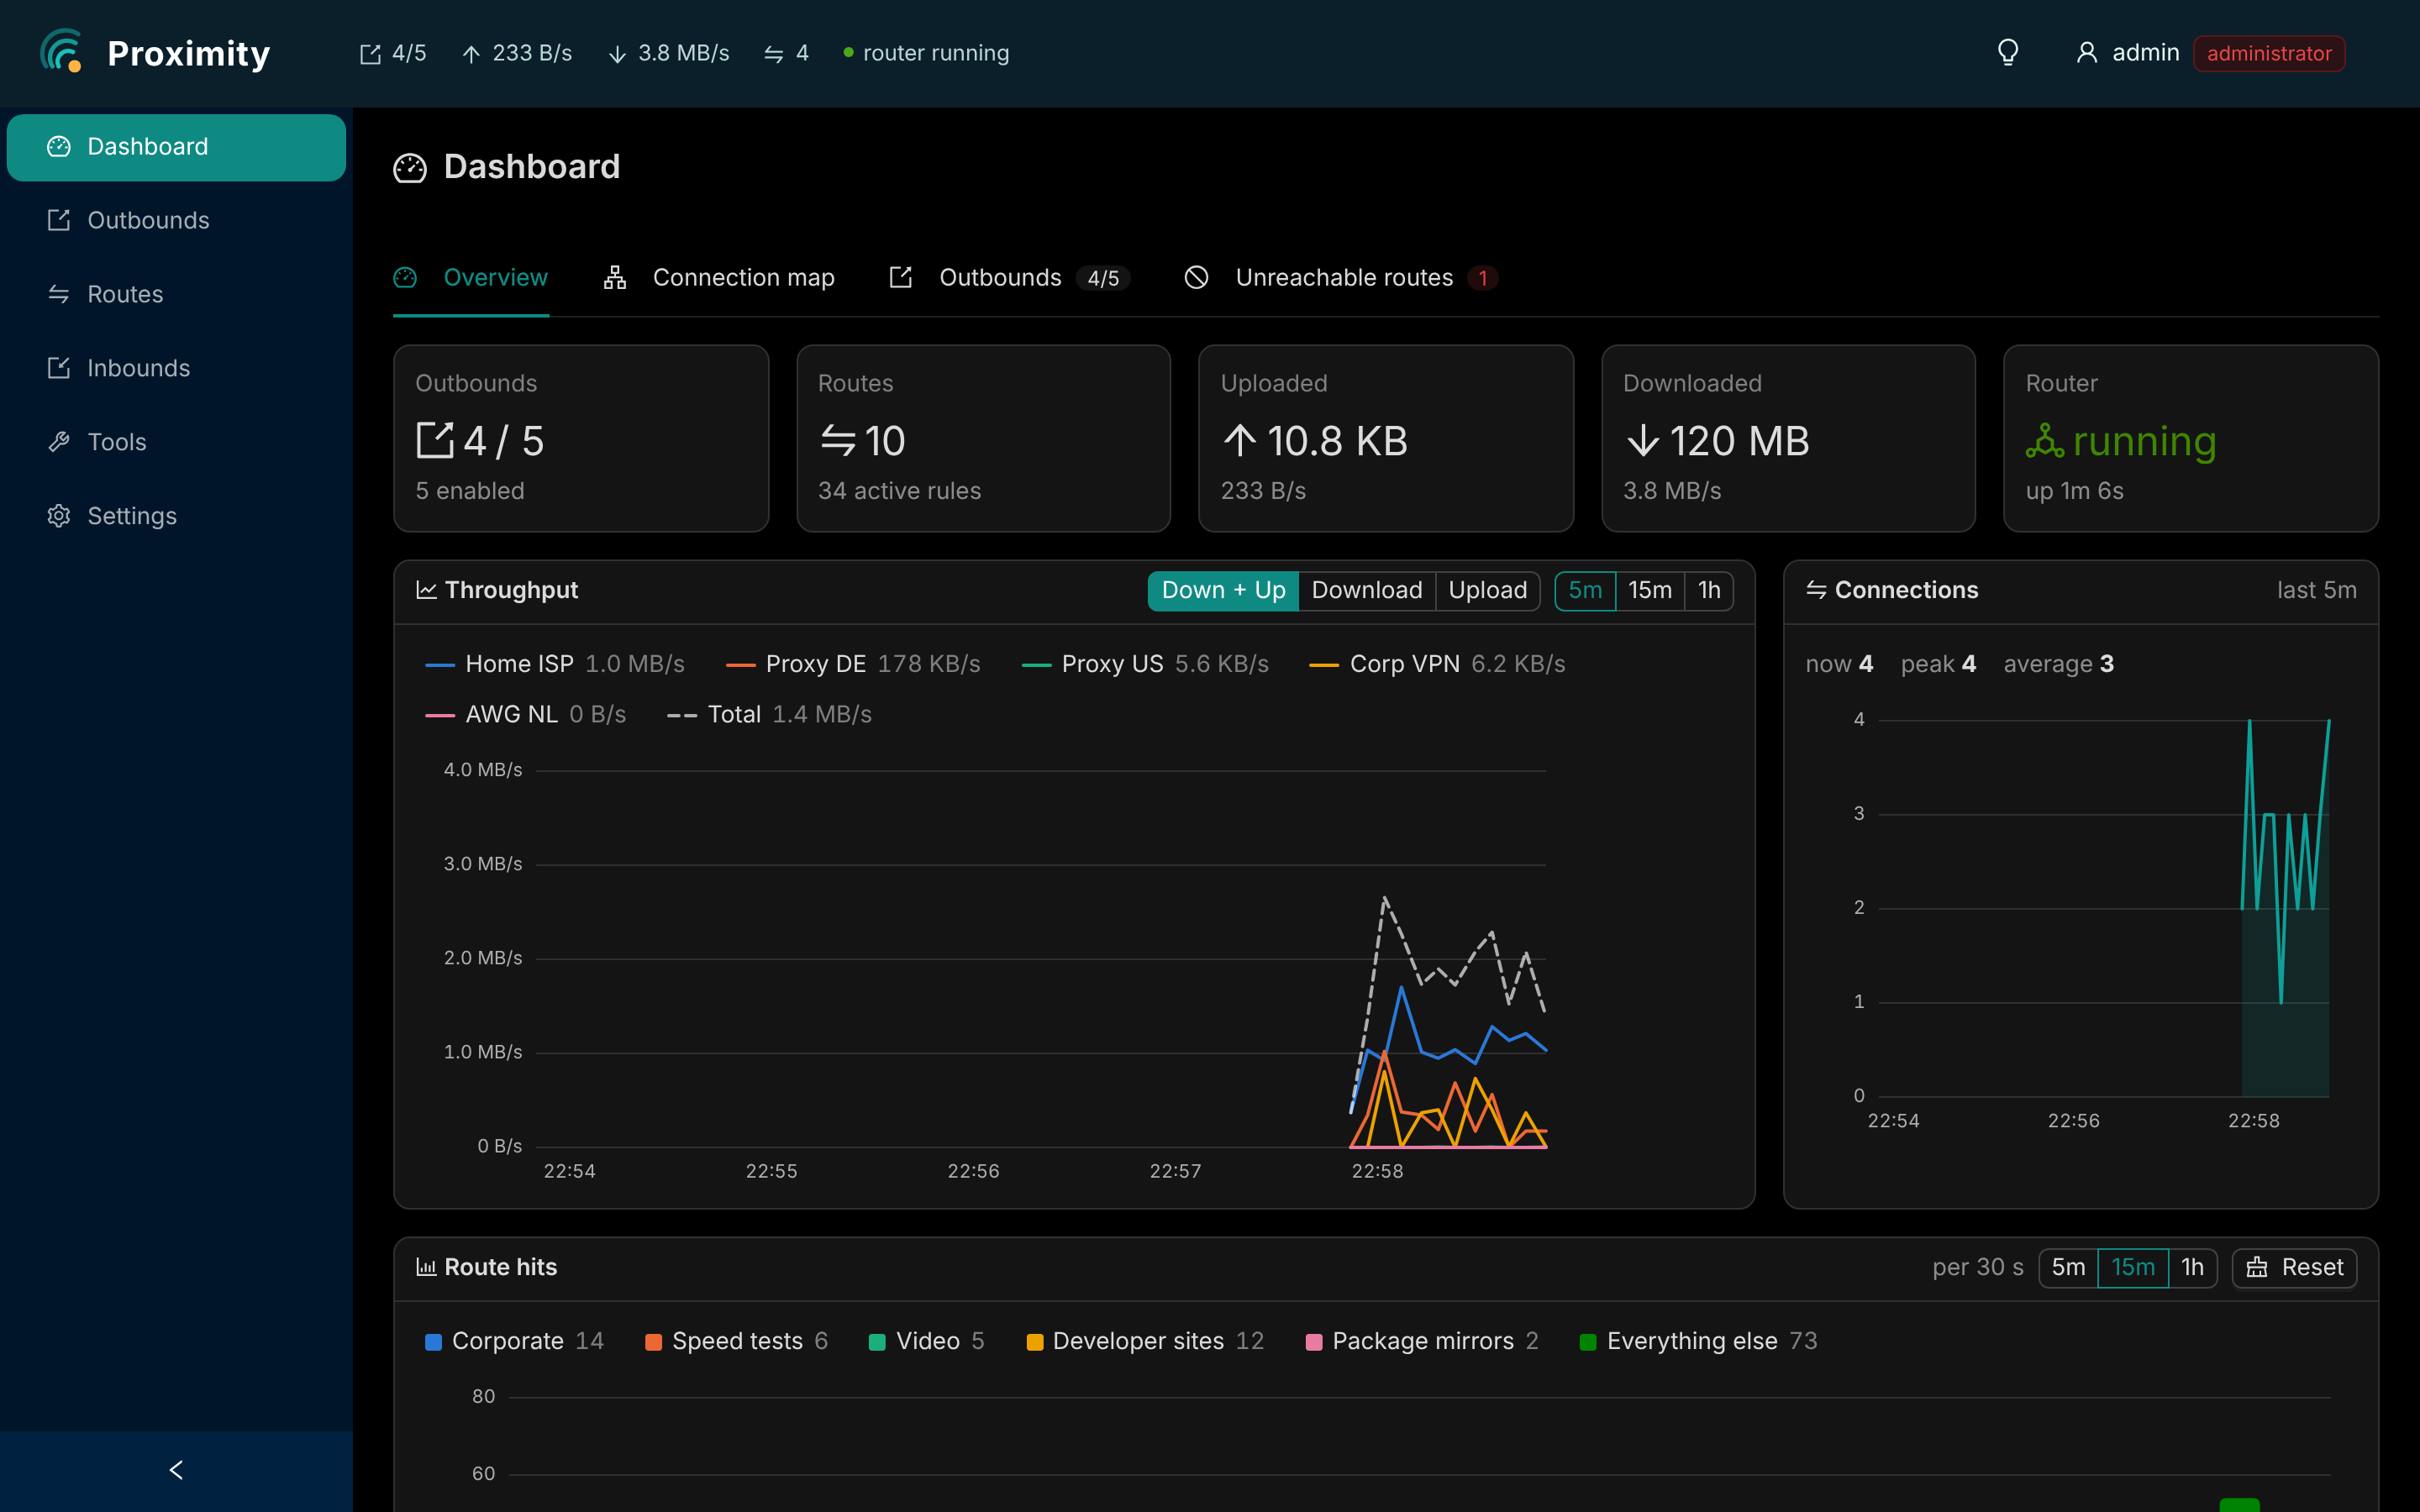 Proximity 4/5 233 B/s 3.8 MB/s 4 router running admin administrator
Dashboard
Outbounds
Routes
Inbounds
Tools
Settings
Dashboard
Overview Connection map Outbounds 4/5 Unreachable routes 1
Outbounds
4 / 5
5 enabled
Routes
10
34 active rules
Uploaded
10.8 KB
233 B/s
Downloaded
120 MB
3.8 MB/s
Router
running
up 1m 6s
Throughput Down + Up Download Upload 5m 15m 1h
Home ISP 1.0 MB/s Proxy DE 178 KB/s Proxy US 5.6 KB/s Corp VPN 6.2 KB/s
AWG NL 0 B/s Total 1.4 MB/s
4.0 MB/s
3.0 MB/s
2.0 MB/s
1.0 MB/s
0 B/s
22:54 22:55 22:56 22:57 22:58
Connections last 5m
now 4 peak 4 average 3
4
3
2
1
0
22:54 22:56 22:58
Route hits per 30 s 5m 15m 1h Reset
Corporate 14 Speed tests 6 Video 5 Developer sites 12 Package mirrors 2 Everything else 73
80
60